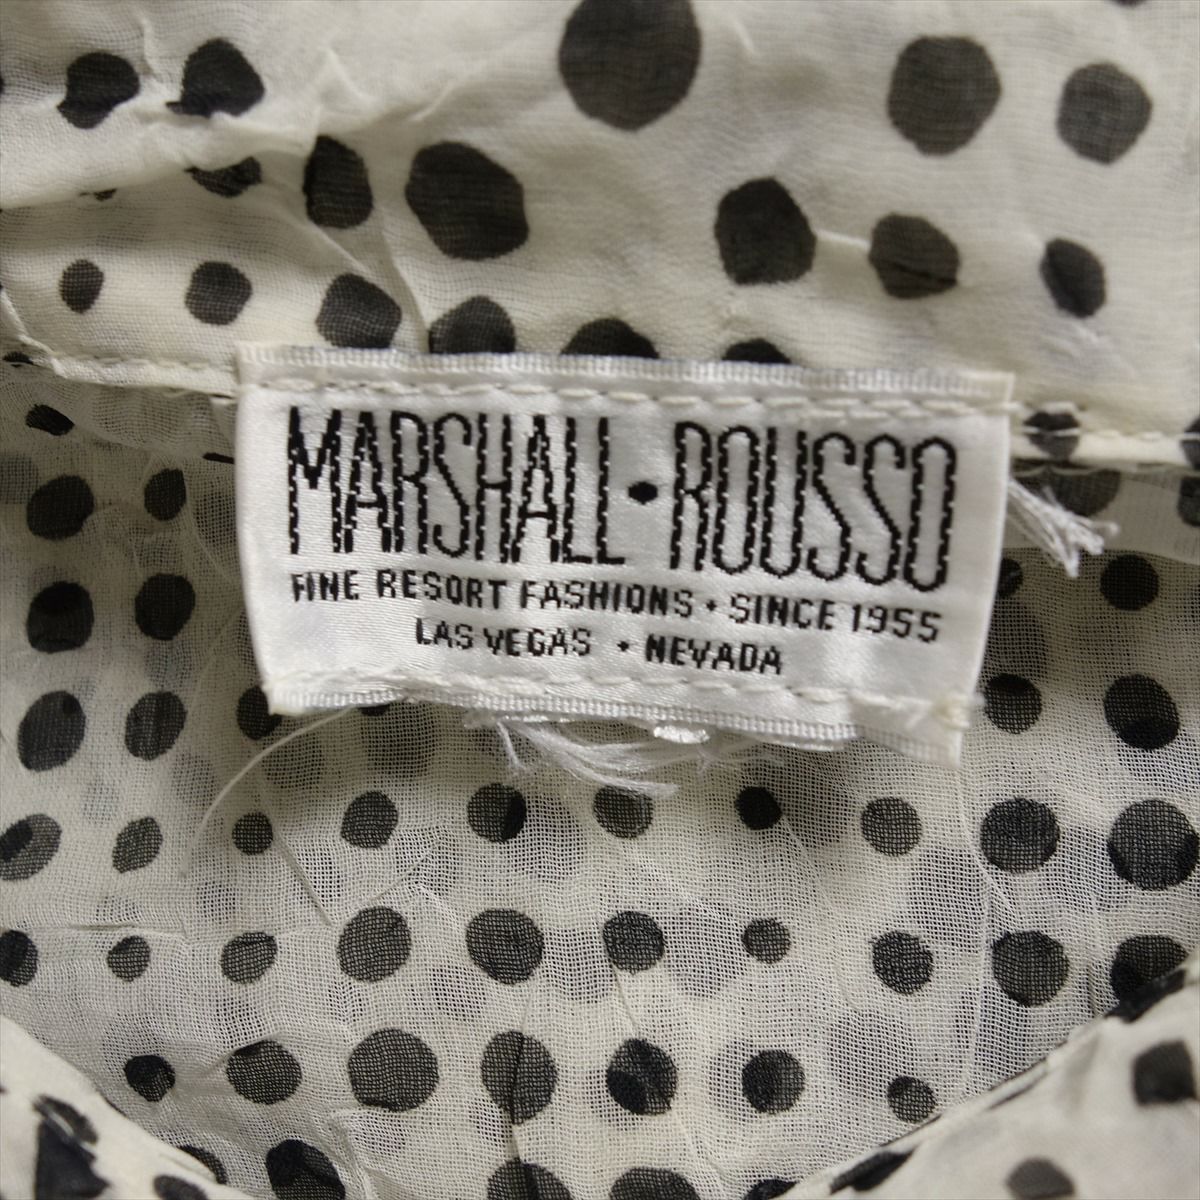 MARSHALL • ROUSSO
FINE RESORT FASHIONS • SINCE 1955
LAS VEGAS • NEVADA